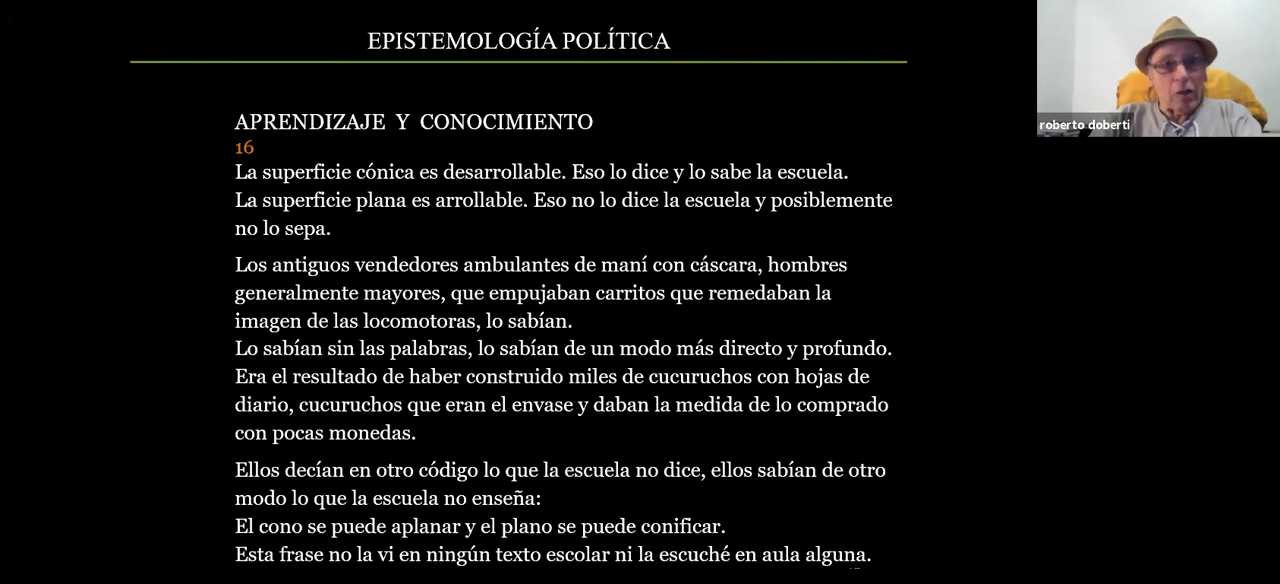 EPISTEMOLOGÍA POLÍTICA
roberto doberti
APRENDIZAJE Y CONOCIMIENTO
16
La superficie cónica es desarrollable. Eso lo dice y lo sabe la escuela.
La superficie plana es arrollable. Eso no lo dice la escuela y posiblemente
no lo sepa.
Los antiguos vendedores ambulantes de maní con cáscara, hombres
generalmente mayores, que empujaban carritos que remedaban la
imagen de las locomotoras, lo sabían.
Lo sabían sin las palabras, lo sabían de un modo más directo y profundo.
Era el resultado de haber construido miles de cucuruchos con hojas de
diario, cucuruchos que eran el envase y daban la medida de lo comprado
con pocas monedas.
Ellos decían en otro código lo que la escuela no dice, ellos sabían de otro
modo lo que la escuela no enseña:
El cono se puede aplanar y el plano se puede conificar.
Esta frase no la vi en ningún texto escolar ni la escuché en aula alguna.